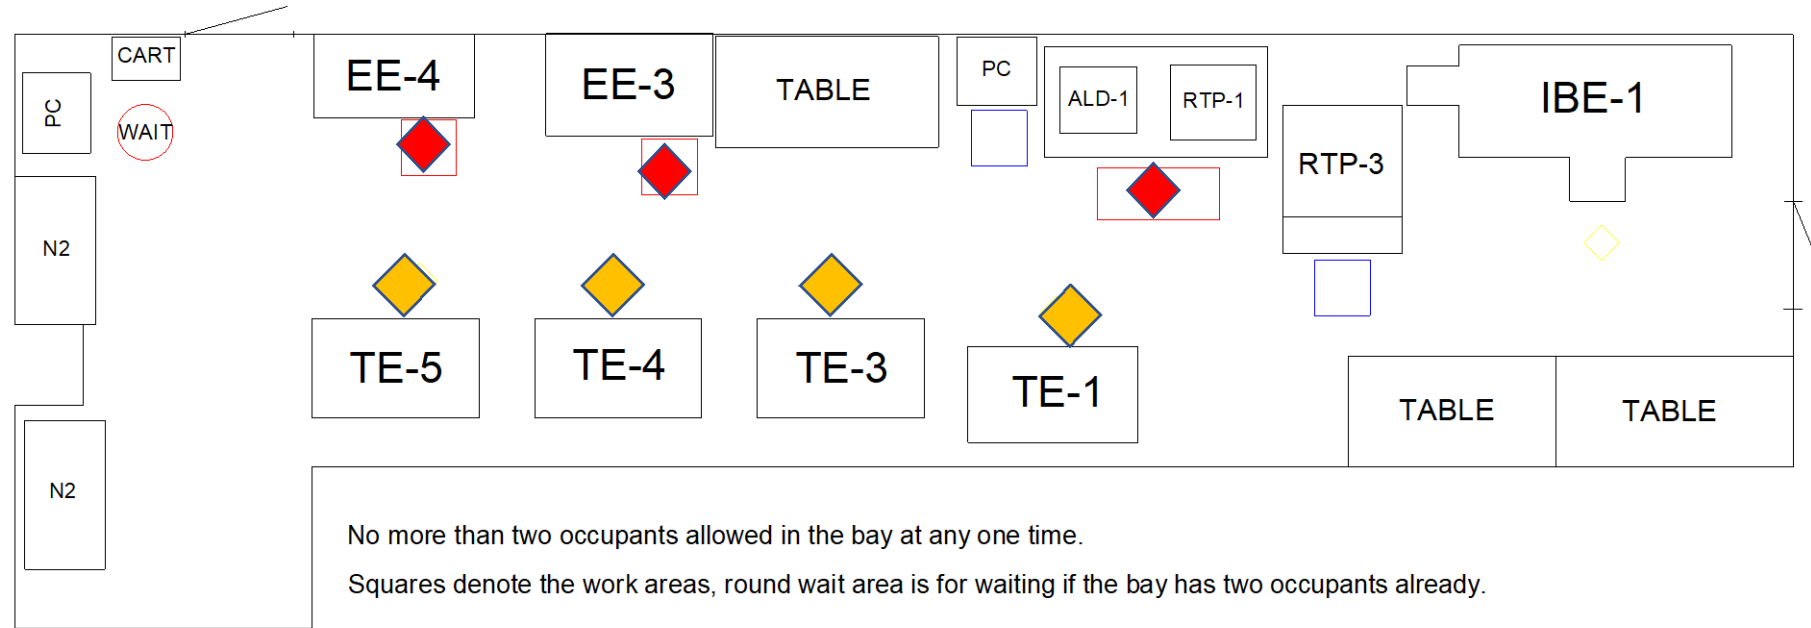 CART
EE-4
EE-3
TABLE
PC
ALD-1
RTP-1
IBE-1
PC
WAIT
RTP-3
N2
TE-5
TE-4
TE-3
TE-1
TABLE
TABLE
N2
No more than two occupants allowed in the bay at any one time.
Squares denote the work areas, round wait area is for waiting if the bay has two occupants already.